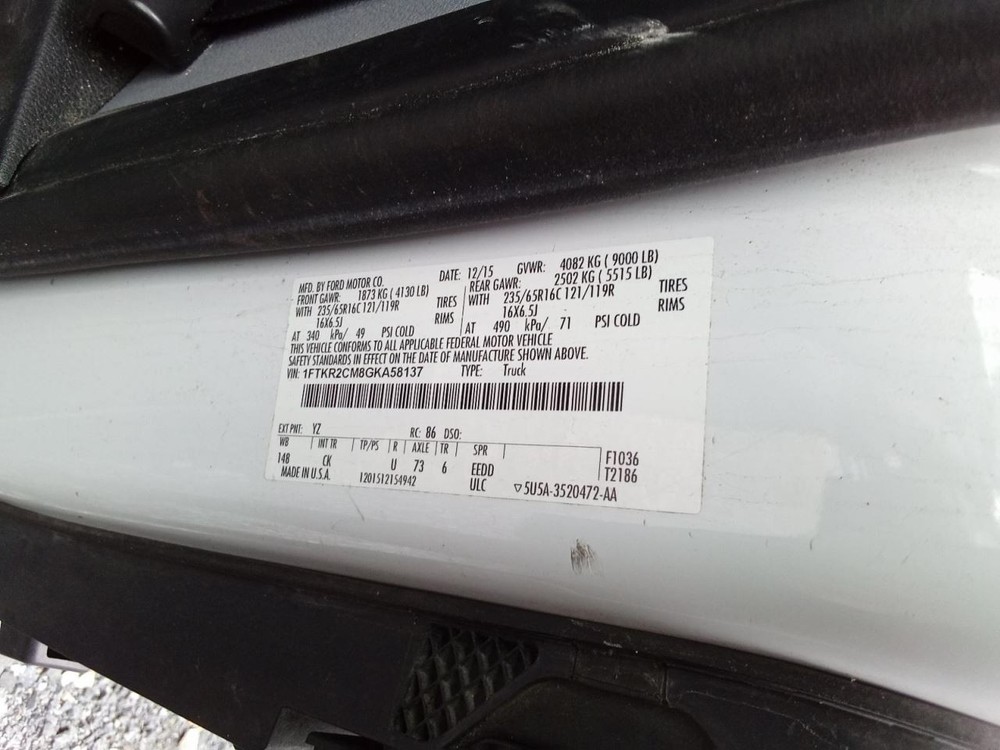 MFD. BY FORD MOTOR CO. DATE: 12/15 GVWR: 4082 KG ( 9000 LB)
FRONT GAWR: 1873 KG ( 4130 LB) REAR GAWR: 2502 KG ( 5515 LB)
WITH 235/65R16C 121/119R TIRES WITH 235/65R16C 121/119R TIRES
16X6.5J RIMS 16X6.5J RIMS
AT 340 kPa/ 49 PSI COLD AT 490 kPa/ 71 PSI COLD
THIS VEHICLE CONFORMS TO ALL APPLICABLE FEDERAL MOTOR VEHICLE
SAFETY STANDARDS IN EFFECT ON THE DATE OF MANUFACTURE SHOWN ABOVE.
VIN: 1FTKR2CM8GKA58137 TYPE: Truck
EXT PNT: YZ RC: 86 DSO:
WB INT TR TP/PS R AXLE TR SPR
148 CK U 73 6 EEDD F1036
T2186
MADE IN U.S.A. 1201512154942 ULC ▽5U5A-3520472-AA